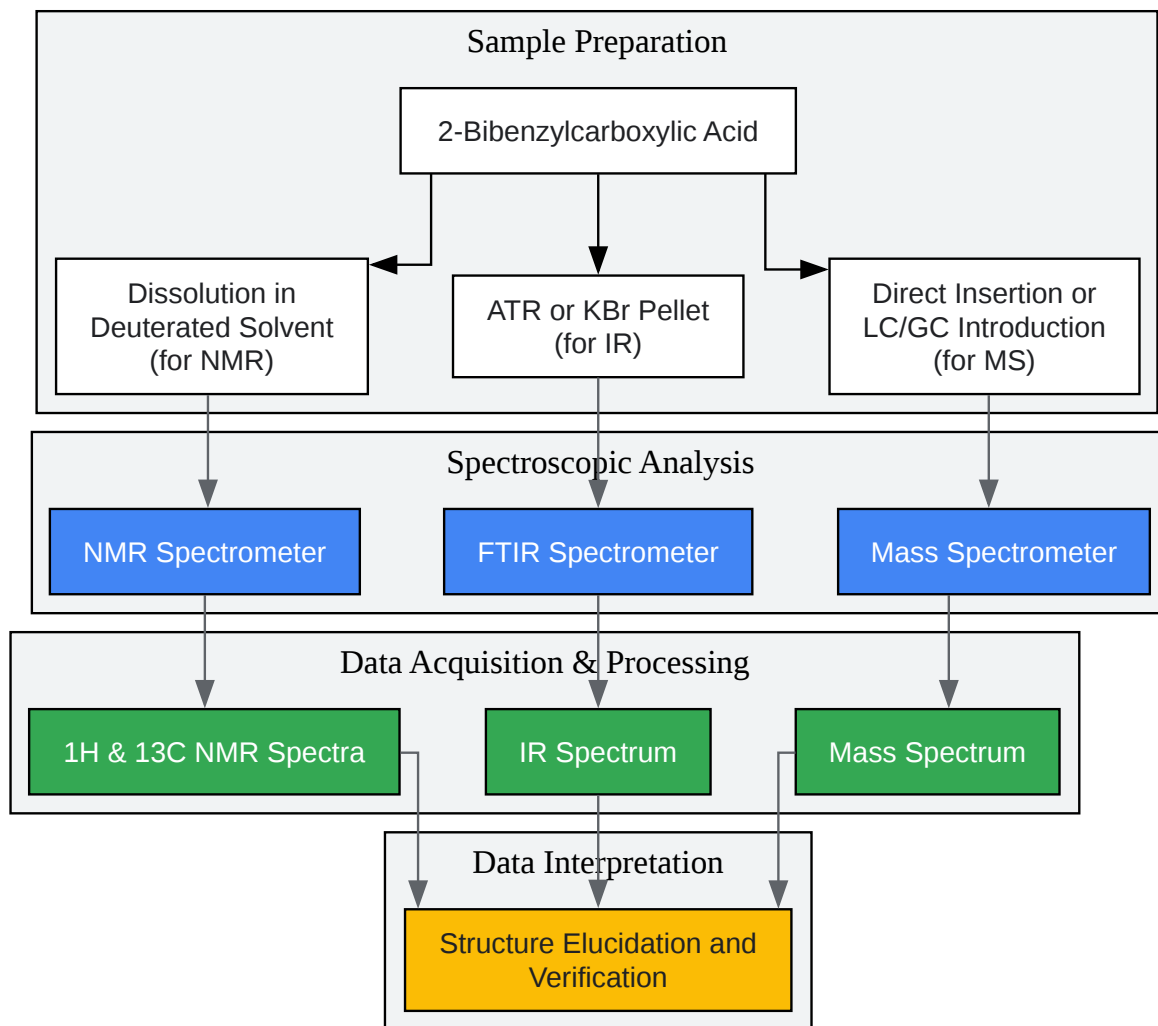 Sample Preparation
2-Bibenzylcarboxylic Acid
Dissolution in
Deuterated Solvent
(for NMR)
ATR or KBr Pellet
(for IR)
Direct Insertion or
LC/GC Introduction
(for MS)
Spectroscopic Analysis
NMR Spectrometer
FTIR Spectrometer
Mass Spectrometer
Data Acquisition & Processing
1H & 13C NMR Spectra
IR Spectrum
Mass Spectrum
Data Interpretation
Structure Elucidation and
Verification